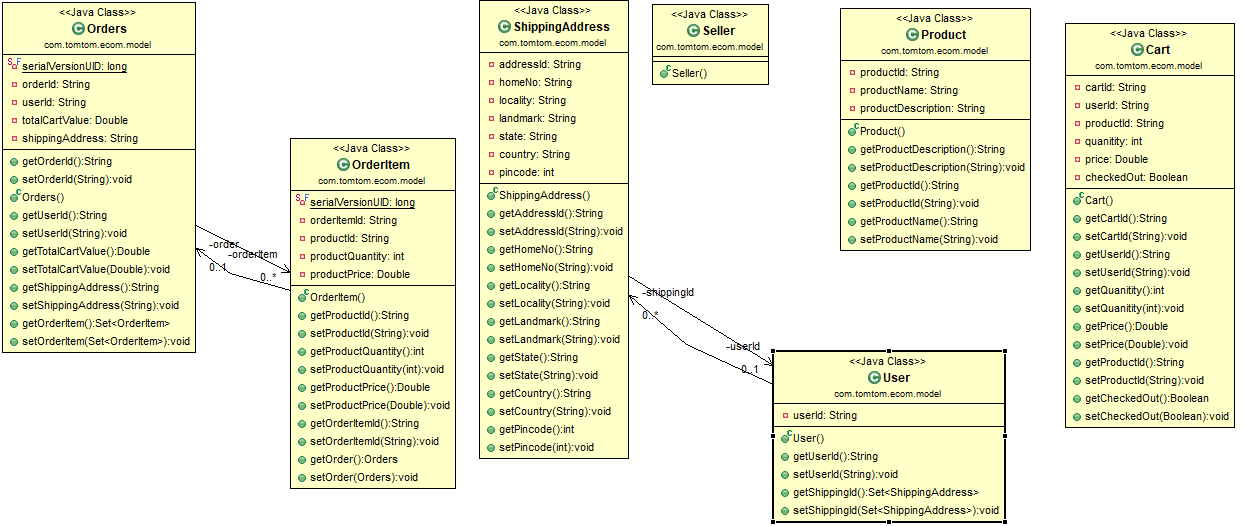 <<Java Class>>
Orders
com.tomtom.ecom.model
serialVersionUID: long
orderId: String
userId: String
totalCartValue: Double
shippingAddress: String
getOrderId():String
setOrderId(String):void
Orders()
getUserId():String
setUserId(String):void
getTotalCartValue():Double
setTotalCartValue(Double):void
getShippingAddress():String
setShippingAddress(String):void
getOrderItem():Set<OrderItem>
setOrderItem(Set<OrderItem>):void
-order
-orderItem
0..1
0..*
<<Java Class>>
OrderItem
com.tomtom.ecom.model
serialVersionUID: long
orderItemId: String
productId: String
productQuantity: int
productPrice: Double
OrderItem()
getProductId():String
setProductId(String):void
getProductQuantity():int
setProductQuantity(int):void
getProductPrice():Double
setProductPrice(Double):void
getOrderItemId():String
setOrderItemId(String):void
getOrder():Orders
setOrder(Orders):void
<<Java Class>>
ShippingAddress
com.tomtom.ecom.model
addressId: String
homeNo: String
locality: String
landmark: String
state: String
country: String
pincode: int
ShippingAddress()
getAddressId():String
setAddressId(String):void
getHomeNo():String
setHomeNo(String):void
getLocality():String
setLocality(String):void
getLandmark():String
setLandmark(String):void
getState():String
setState(String):void
getCountry():String
setCountry(String):void
getPincode():int
setPincode(int):void
-shippingId
0..*
-userId
0..1
<<Java Class>>
Seller
com.tomtom.ecom.model
Seller()
<<Java Class>>
User
com.tomtom.ecom.model
userId: String
User()
getUserId():String
setUserId(String):void
getShippingId():Set<ShippingAddress>
setShippingId(Set<ShippingAddress>):void
<<Java Class>>
Product
com.tomtom.ecom.model
productId: String
productName: String
productDescription: String
Product()
getProductDescription():String
setProductDescription(String):void
getProductId():String
setProductId(String):void
getProductName():String
setProductName(String):void
<<Java Class>>
Cart
com.tomtom.ecom.model
cartId: String
userId: String
productId: String
quanitity: int
price: Double
checkedOut: Boolean
Cart()
getCartId():String
setCartId(String):void
getUserId():String
setUserId(String):void
getQuanitity():int
setQuanitity(int):void
getPrice():Double
setPrice(Double):void
getProductId():String
setProductId(String):void
getCheckedOut():Boolean
setCheckedOut(Boolean):void